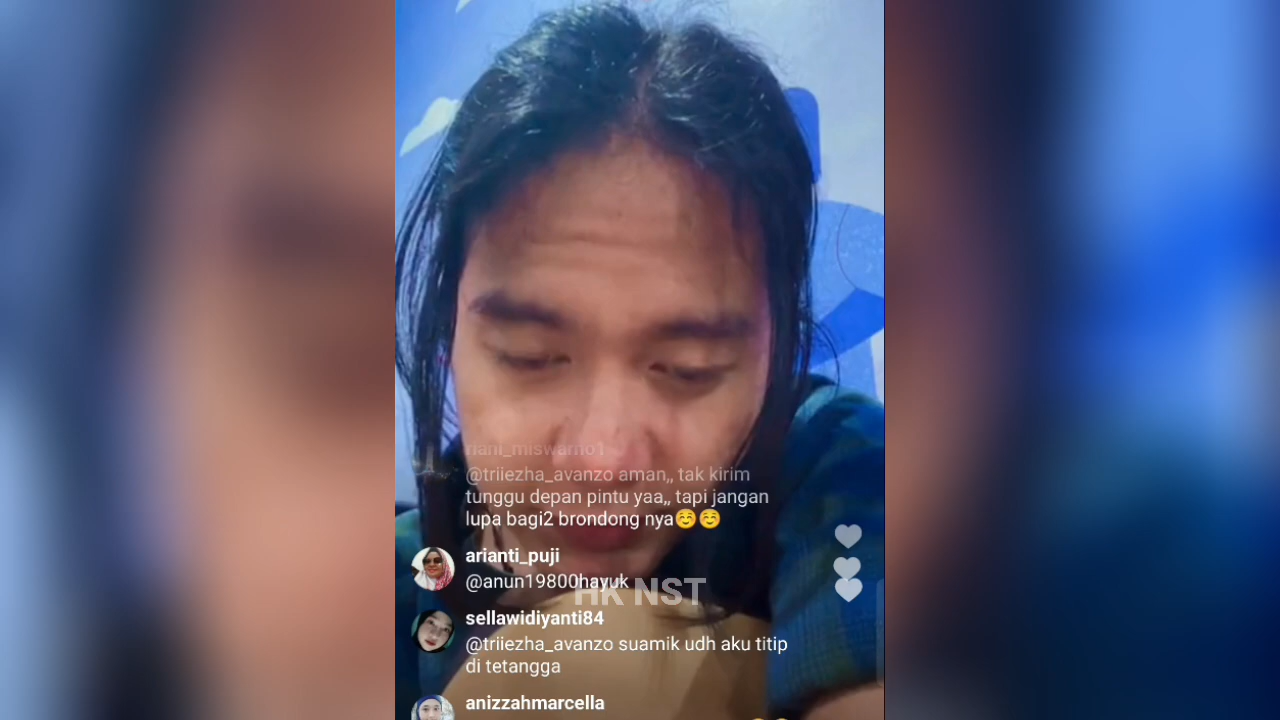 riani_miswarno1
@triiezha_avanzo aman,, tak kirim
tunggu depan pintu yaa,, tapi jangan
lupa bagi2 brondong nya☺️☺️
arianti_puji
@anun19800hayuk
HK NST
sellawidiyanti84
@triiezha_avanzo suamik udh aku titip
di tetangga
anizzahmarcella